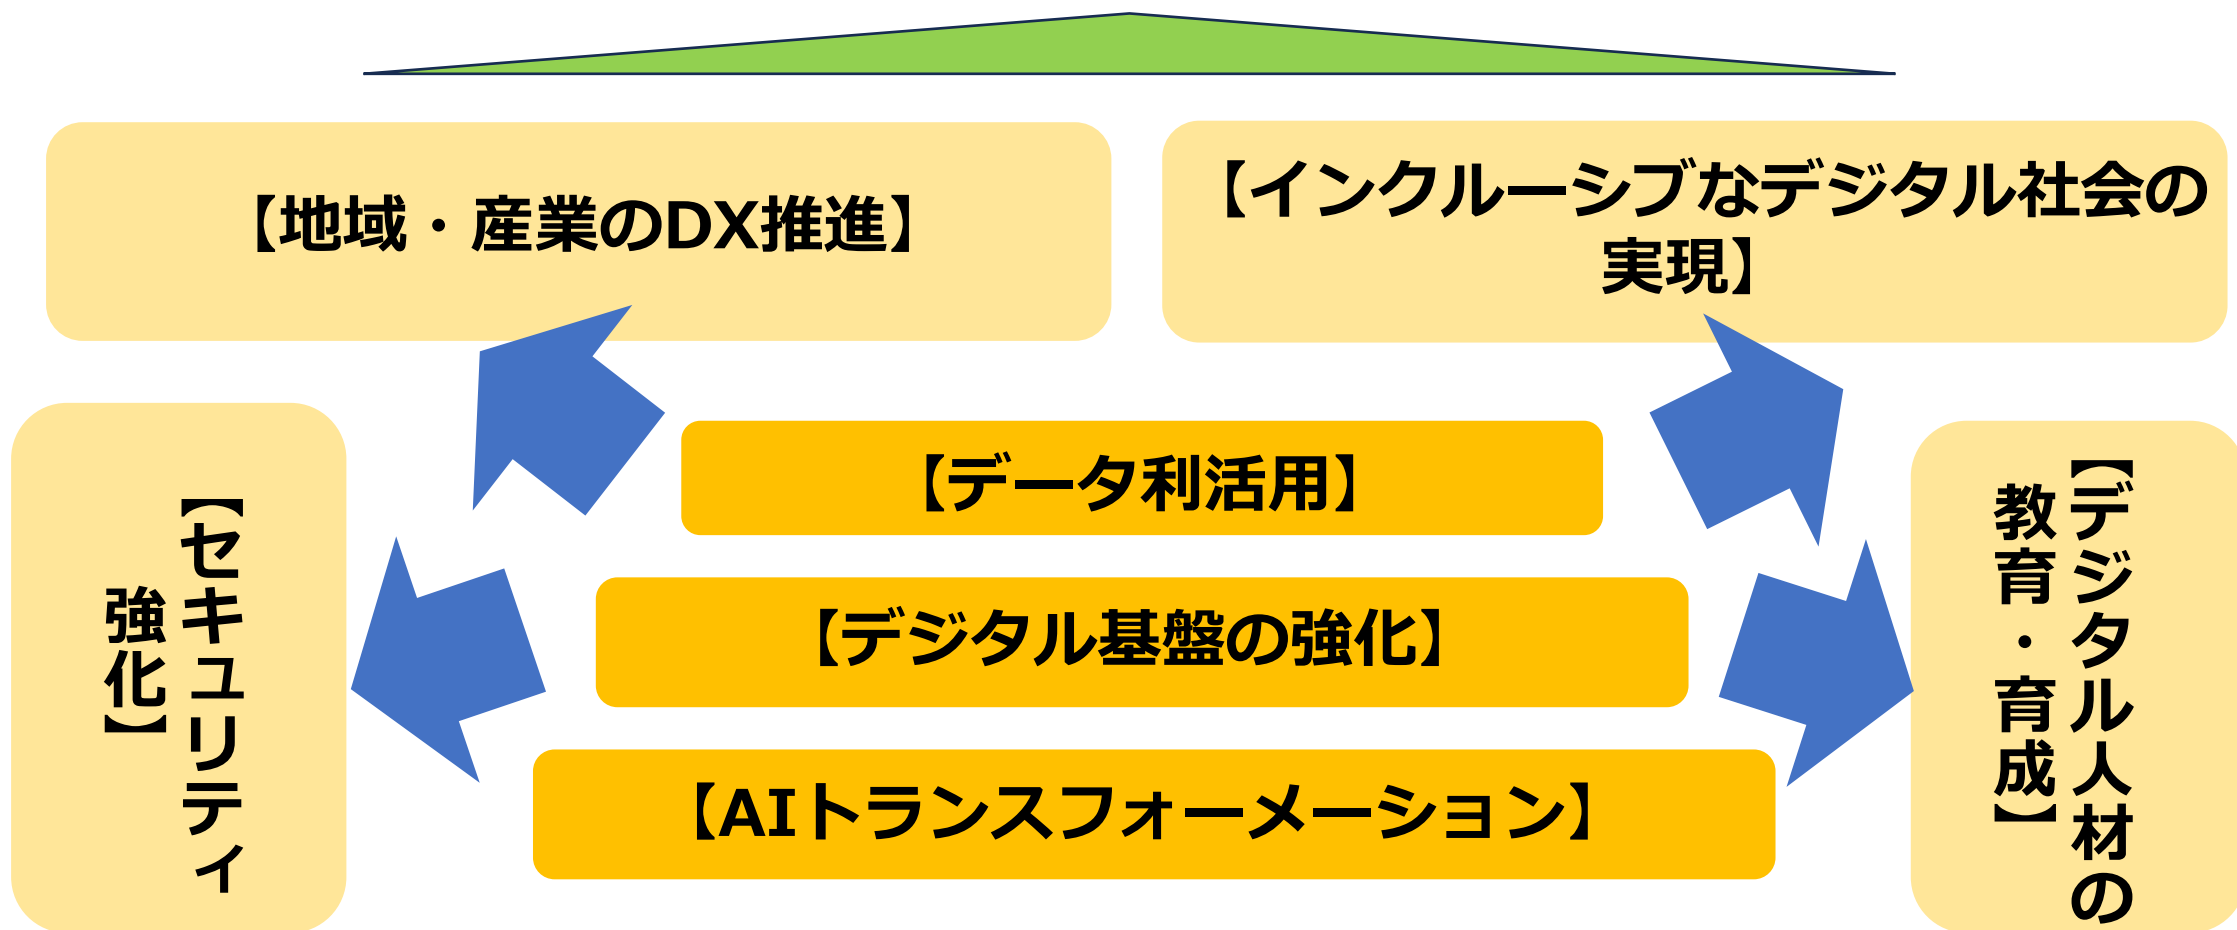 【地域・産業のDX推進】
【インクルーシブなデジタル社会の
実現】
【データ利活用】
【デジタル基盤の強化】
【AIトランスフォーメーション】
【セキュリティ
強化】
【デジタル人材の
教育・育成】